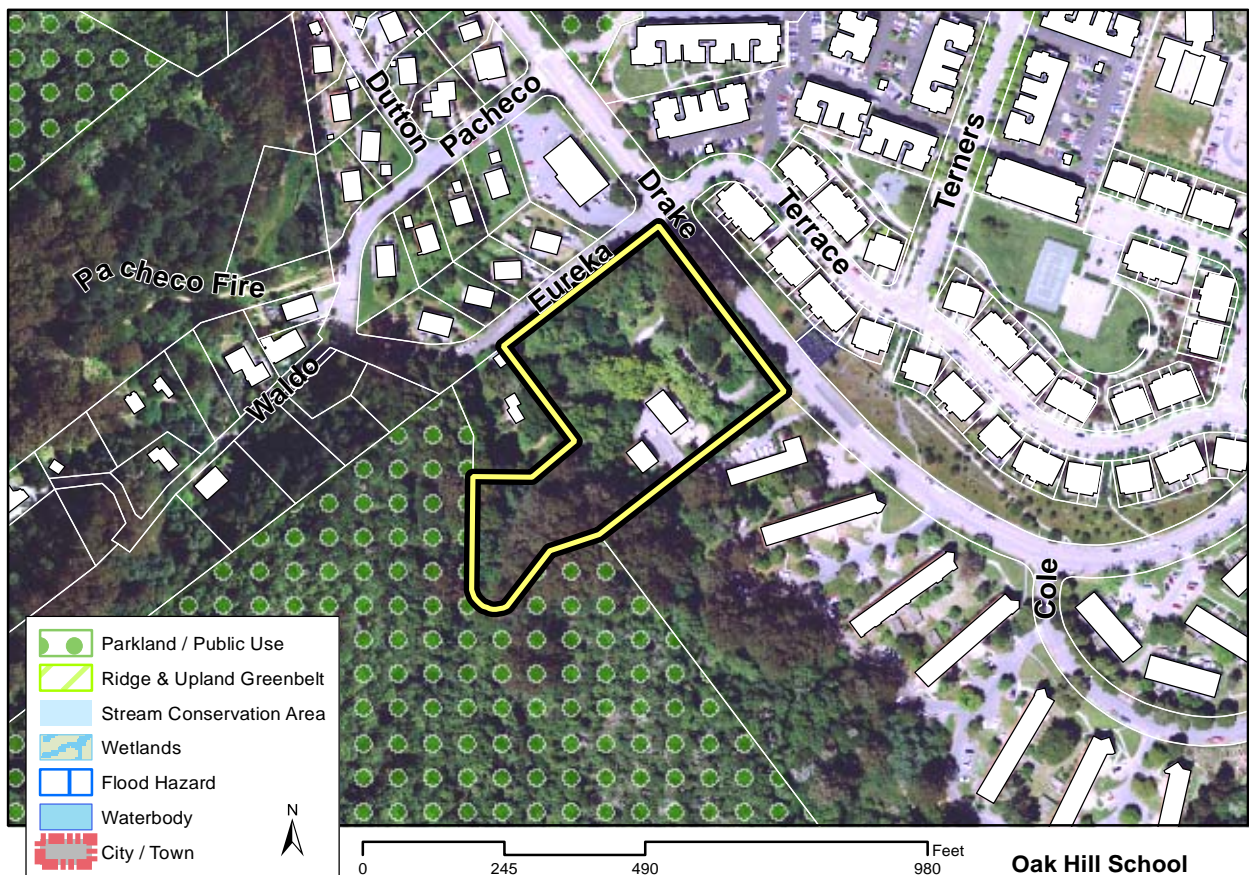 Dutton
Pacheco
Drake
Terrace
Terners
Pa checo Fire
Eureka
Waldo
Cole
Parkland / Public Use
Ridge & Upland Greenbelt
Stream Conservation Area
Wetlands
Flood Hazard
Waterbody
City / Town
N
Feet
0 245 490 980
Oak Hill School